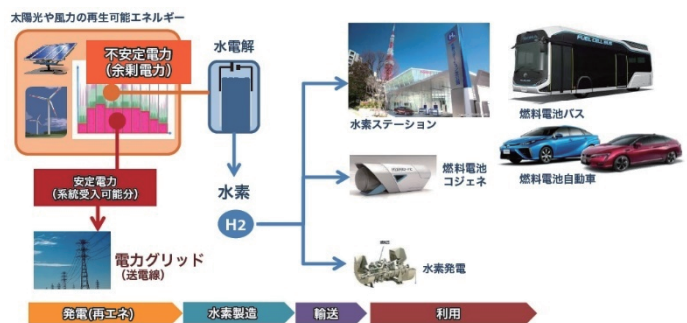 太陽光や風力の再生可能エネルギー
不安定電力
(余剰電力)
水電解
安定電力
(系統受入可能分)
電力グリッド
(送電線)
水素
H2
水素ステーション
FUEL CELL BUS
燃料電池バス
燃料電池
コジェネ
燃料電池自動車
水素発電
発電(再エネ)
水素製造
輸送
利用